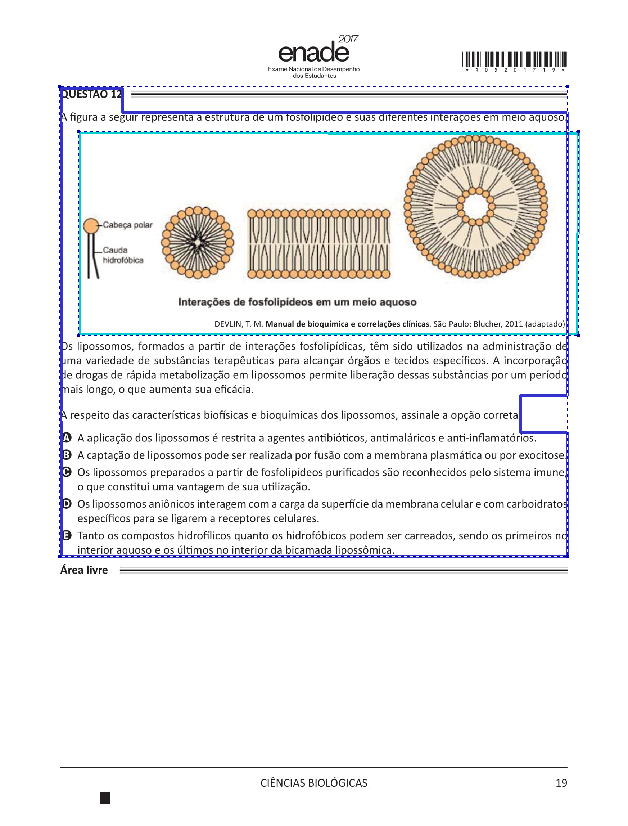 2017
enade
Exame Nacional de Desempenho
dos Estudantes
*R05201719*
QUESTÃO 12
A figura a seguir representa a estrutura de um fosfolipídeo e suas diferentes interações em meio aquoso.
Cabeça polar
Cauda
hidrofóbica
Interações de fosfolipídeos em um meio aquoso
DEVLIN, T. M. Manual de bioquímica e correlações clínicas. São Paulo: Blucher, 2011 (adaptado).
Os lipossomos, formados a partir de interações fosfolipídicas, têm sido utilizados na administração de
uma variedade de substâncias terapêuticas para alcançar órgãos e tecidos específicos. A incorporação
de drogas de rápida metabolização em lipossomos permite liberação dessas substâncias por um período
mais longo, o que aumenta sua eficácia.
A respeito das características biofísicas e bioquímicas dos lipossomos, assinale a opção correta.
A A aplicação dos lipossomos é restrita a agentes antibióticos, antimaláricos e anti-inflamatórios.
B A captação de lipossomos pode ser realizada por fusão com a membrana plasmática ou por exocitose.
C Os lipossomos preparados a partir de fosfolipídeos purificados são reconhecidos pelo sistema imune,
o que constitui uma vantagem de sua utilização.
D Os lipossomos aniônicos interagem com a carga da superfície da membrana celular e com carboidratos
específicos para se ligarem a receptores celulares.
E Tanto os compostos hidrofílicos quanto os hidrofóbicos podem ser carreados, sendo os primeiros no
interior aquoso e os últimos no interior da bicamada lipossômica.
Área livre
CIÊNCIAS BIOLÓGICAS
19